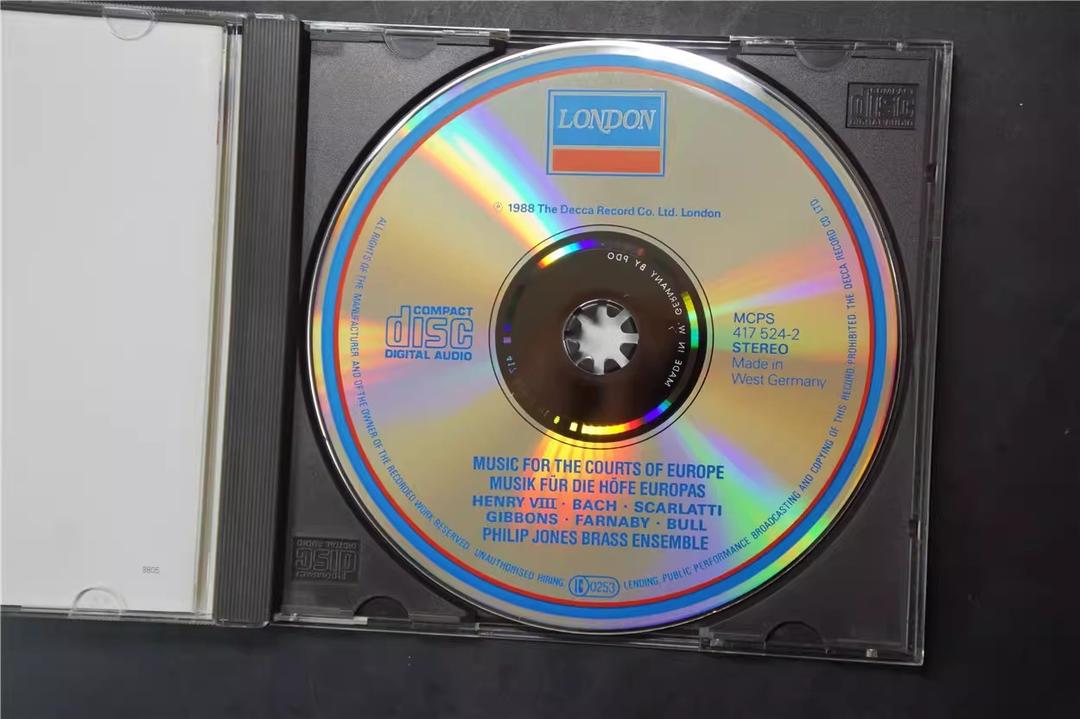 LONDON
℗ 1988 The Decca Record Co. Ltd. London
COMPACT
disc
DIGITAL AUDIO
MCPS
417 524-2
STEREO
Made in
West Germany
MUSIC FOR THE COURTS OF EUROPE
MUSIK FÜR DIE HÖFE EUROPAS
HENRY VIII · BACH · SCARLATTI
GIBBONS · FARNABY · BULL
PHILIP JONES BRASS ENSEMBLE
ALL RIGHTS OF THE MANUFACTURER AND OF THE OWNER OF THE RECORDED WORK RESERVED. UNAUTHORISED HIRING, LENDING, PUBLIC PERFORMANCE BROADCASTING AND COPYING OF THIS RECORD PROHIBITED THE DECCA RECORD CO LTD.
0253
MADE IN W. GERMANY BY PDO
COMPACT
disc
DIGITAL AUDIO
COMPACT
disc
DIGITAL AUDIO
8805